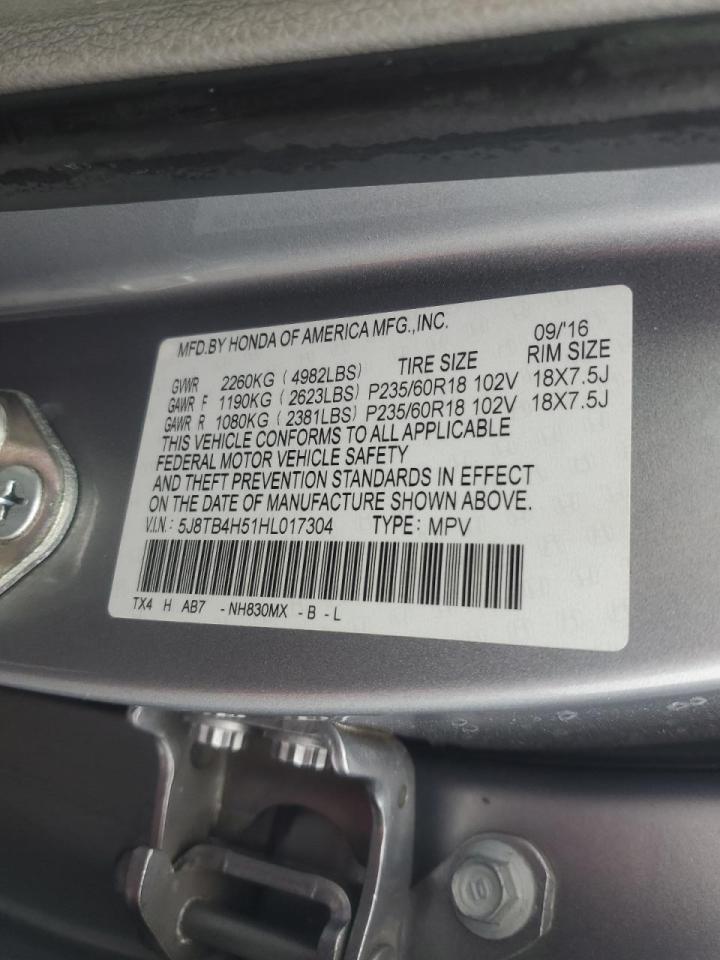 MFD.BY HONDA OF AMERICA MFG.,INC. 09/'16
GVWR 2260KG ( 4982LBS) TIRE SIZE RIM SIZE
GAWR F 1190KG ( 2623LBS) P235/60R18 102V 18X7.5J
GAWR R 1080KG ( 2381LBS) P235/60R18 102V 18X7.5J
THIS VEHICLE CONFORMS TO ALL APPLICABLE
FEDERAL MOTOR VEHICLE SAFETY
AND THEFT PREVENTION STANDARDS IN EFFECT
ON THE DATE OF MANUFACTURE SHOWN ABOVE.
V.I.N.: 5J8TB4H51HL017304 TYPE: MPV
TX4 H AB7 -NH830MX -B -L
10